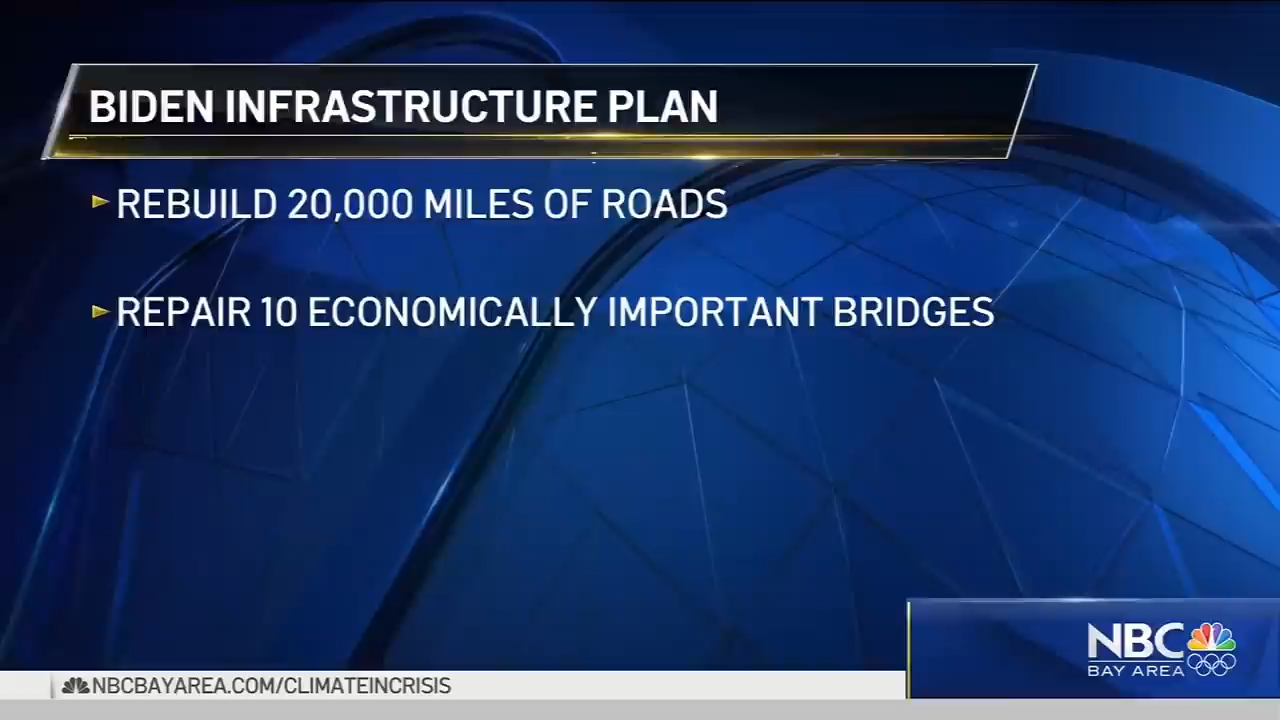 BIDEN INFRASTRUCTURE PLAN
REBUILD 20,000 MILES OF ROADS
REPAIR 10 ECONOMICALLY IMPORTANT BRIDGES
NBC
BAY AREA
NBCBAYAREA.COM/CLIMATEINCRISIS